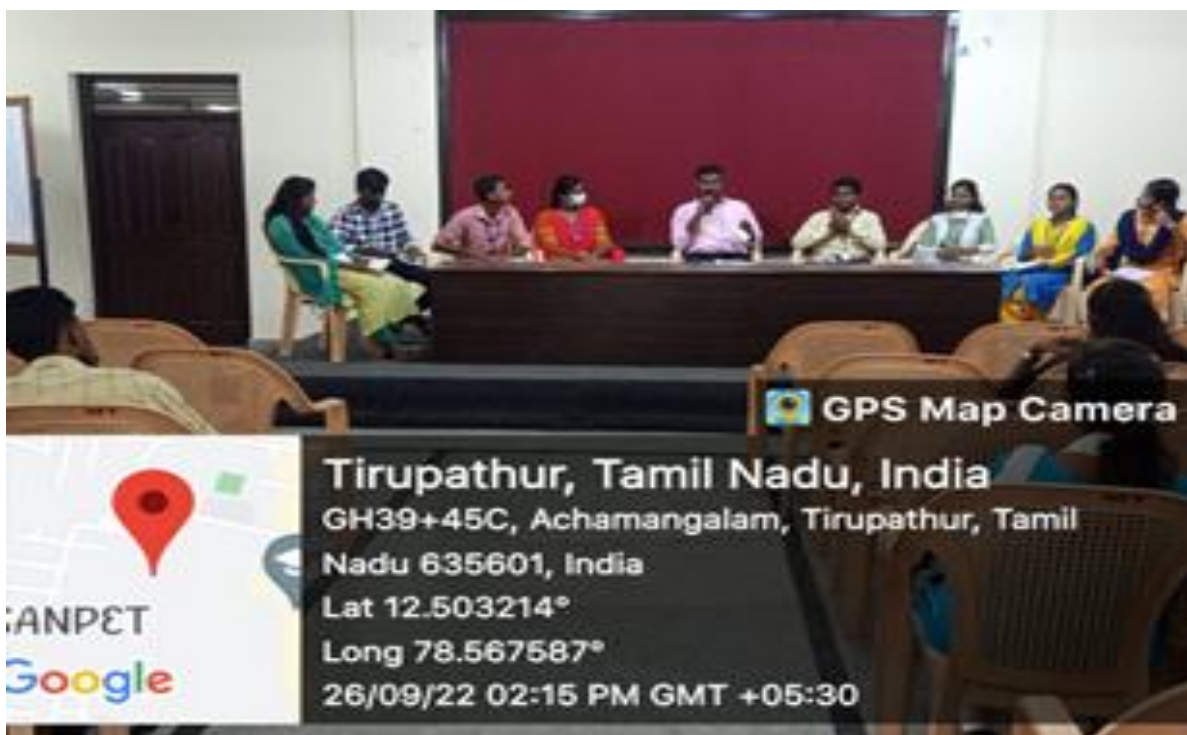 GPS Map Camera
Tirupathur, Tamil Nadu, India
GH39+45C, Achamangalam, Tirupathur, Tamil
Nadu 635601, India
Lat 12.503214°
Long 78.567587°
26/09/22 02:15 PM GMT +05:30
Google